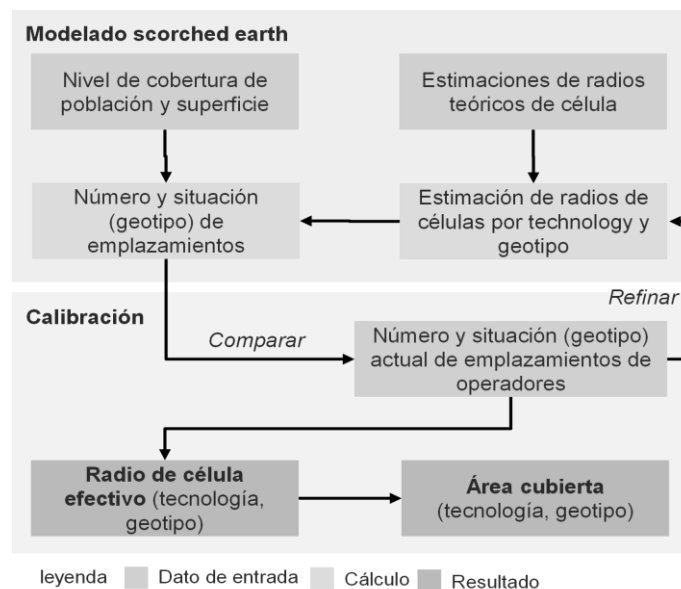 Modelado scorched earth
Nivel de cobertura de
población y superficie
Estimaciones de radios
teóricos de célula
Número y situación
(geotipo) de
emplazamientos
Estimación de radios de
células por technology y
geotipo
Refinar
Calibración
Comparar
Número y situación (geotipo)
actual de emplazamientos de
operadores
Radio de célula
efectivo (tecnología,
geotipo)
Área cubierta
(tecnología, geotipo)
leyenda
Dato de entrada
Cálculo
Resultado